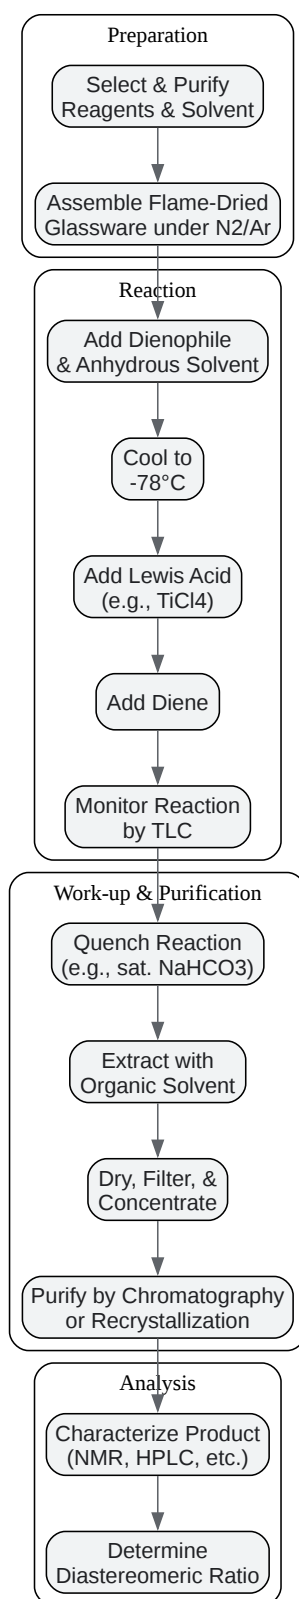 Preparation
Select & Purify
Reagents & Solvent
Assemble Flame-Dried
Glassware under N2/Ar
Reaction
Add Dienophile
& Anhydrous Solvent
Cool to
-78°C
Add Lewis Acid
(e.g., TiCl4)
Add Diene
Monitor Reaction
by TLC
Work-up & Purification
Quench Reaction
(e.g., sat. NaHCO3)
Extract with
Organic Solvent
Dry, Filter, &
Concentrate
Purify by Chromatography
or Recrystallization
Analysis
Characterize Product
(NMR, HPLC, etc.)
Determine
Diastereomeric Ratio